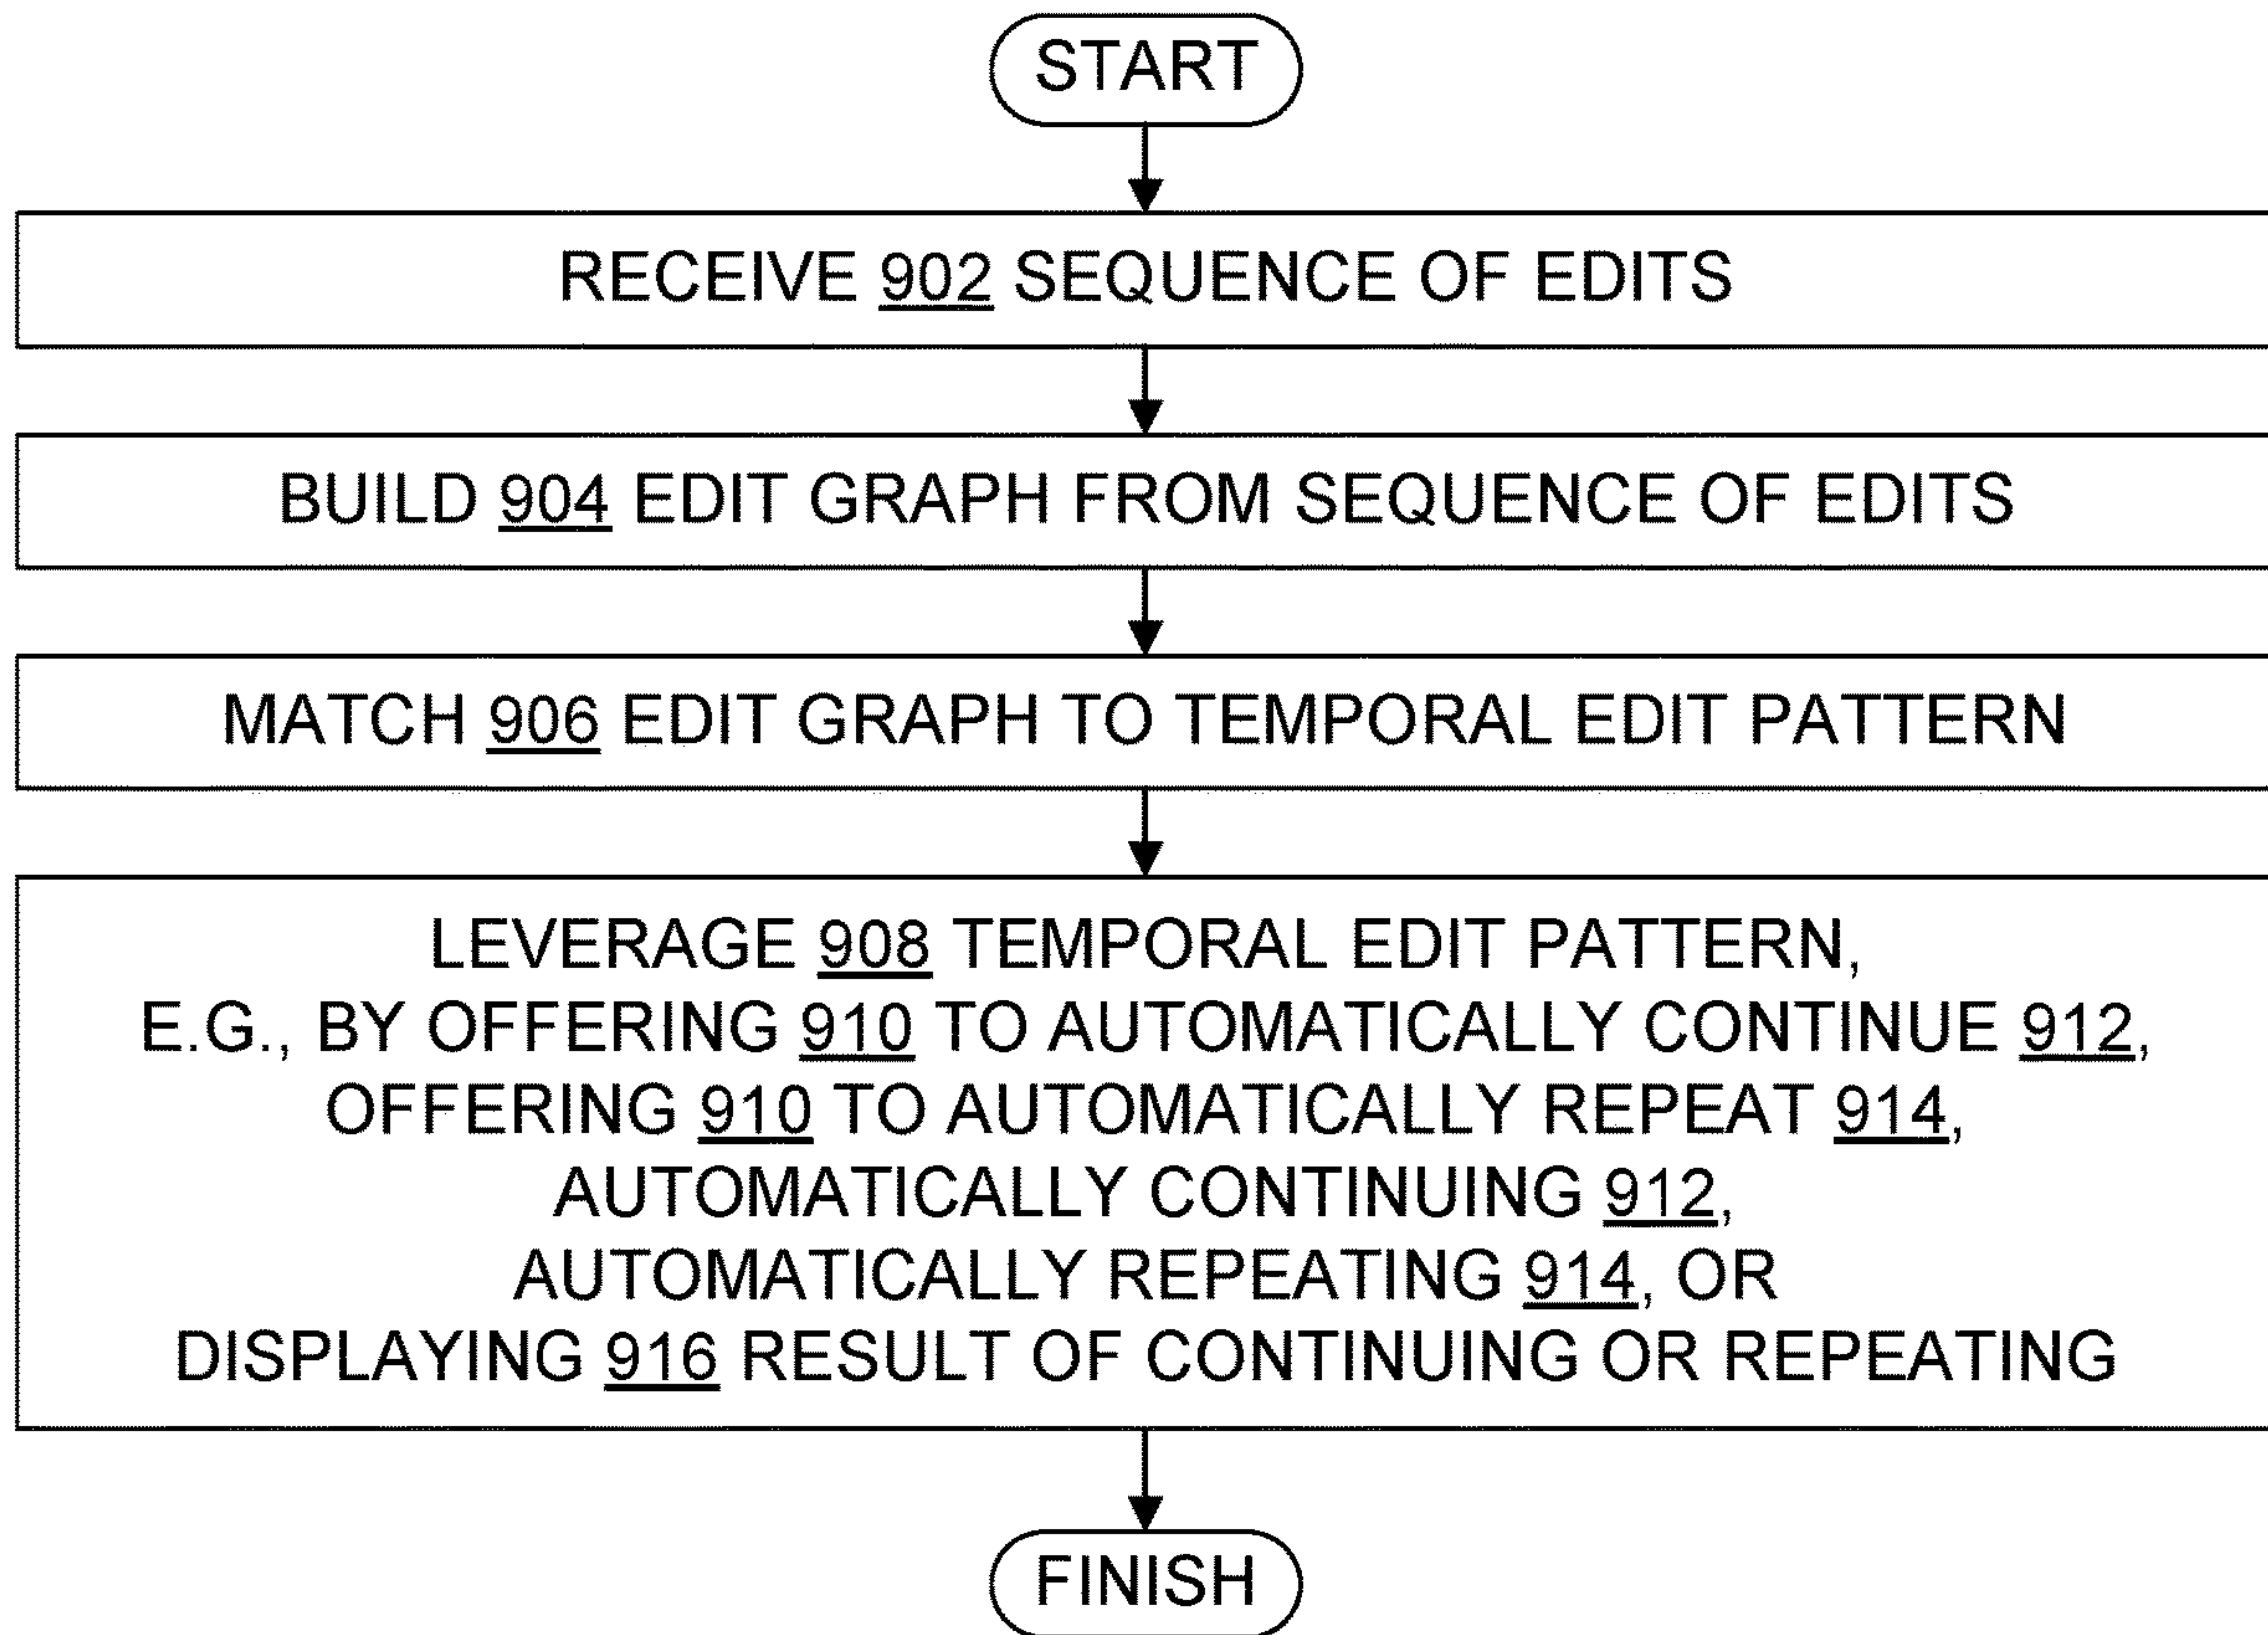 START
RECEIVE 902 SEQUENCE OF EDITS
BUILD 904 EDIT GRAPH FROM SEQUENCE OF EDITS
MATCH 906 EDIT GRAPH TO TEMPORAL EDIT PATTERN
LEVERAGE 908 TEMPORAL EDIT PATTERN,
E.G., BY OFFERING 910 TO AUTOMATICALLY CONTINUE 912,
OFFERING 910 TO AUTOMATICALLY REPEAT 914,
AUTOMATICALLY CONTINUING 912,
AUTOMATICALLY REPEATING 914, OR
DISPLAYING 916 RESULT OF CONTINUING OR REPEATING
FINISH